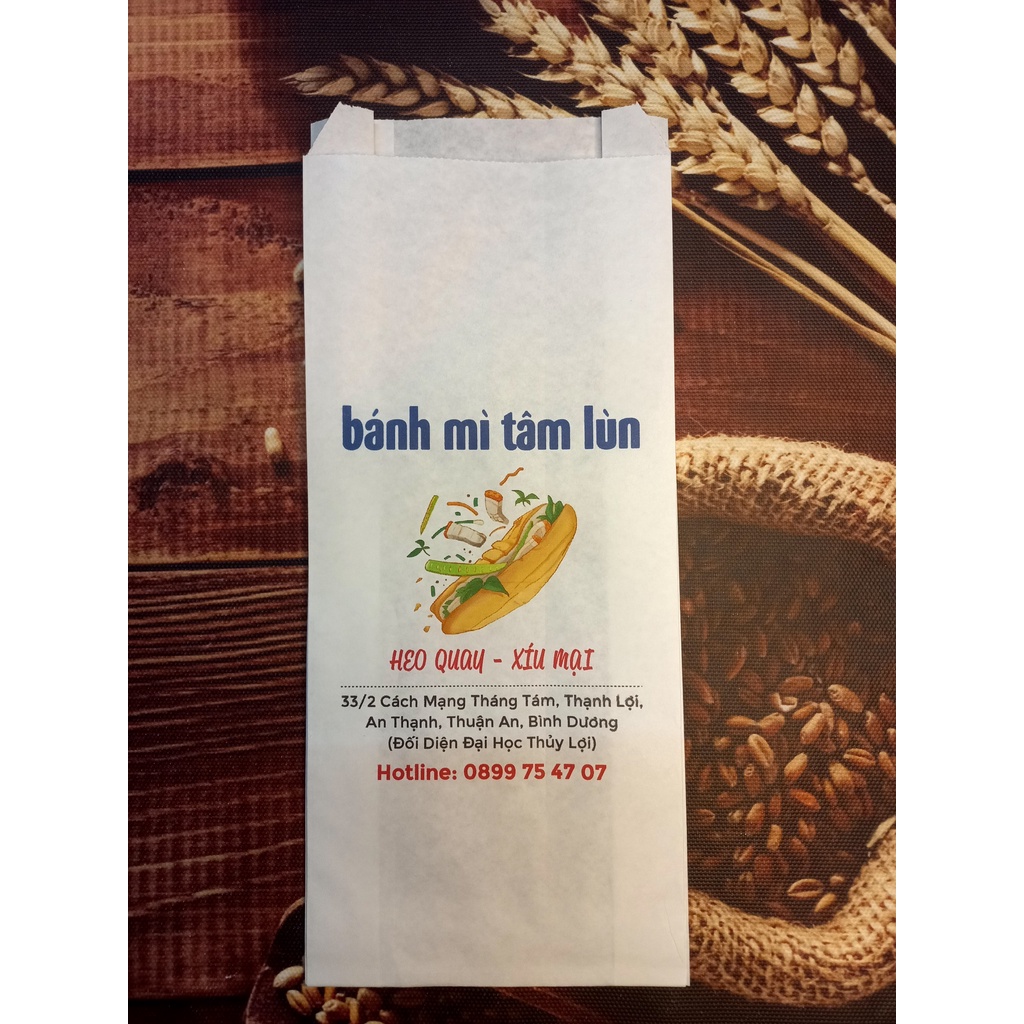 bánh mì tâm lùn
HEO QUAY - XÍU MẠI
33/2 Cách Mạng Tháng Tám, Thạnh Lợi,
An Thạnh, Thuận An, Bình Dương
(Đối Diện Đại Học Thủy Lợi)
Hotline: 0899 75 47 07